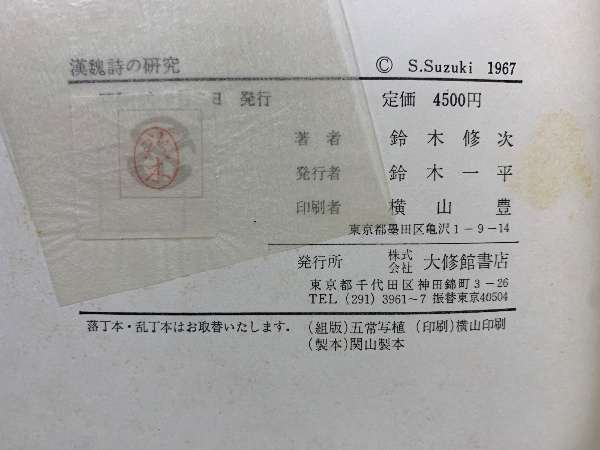 漢魏詩の研究
© S.Suzuki 1967
日 発行
定価 4500円
著者 鈴木修次
鈴木
発行者 鈴木一平
印刷者 横山豊
東京都墨田区亀沢1-9-14
発行所 株式会社 大修館書店
東京都千代田区神田錦町3-26
TEL (291) 3961~7 振替東京40504
落丁本・乱丁本はお取替いたします. (組版)五常写植 (印刷)横山印刷
(製本)関山製本